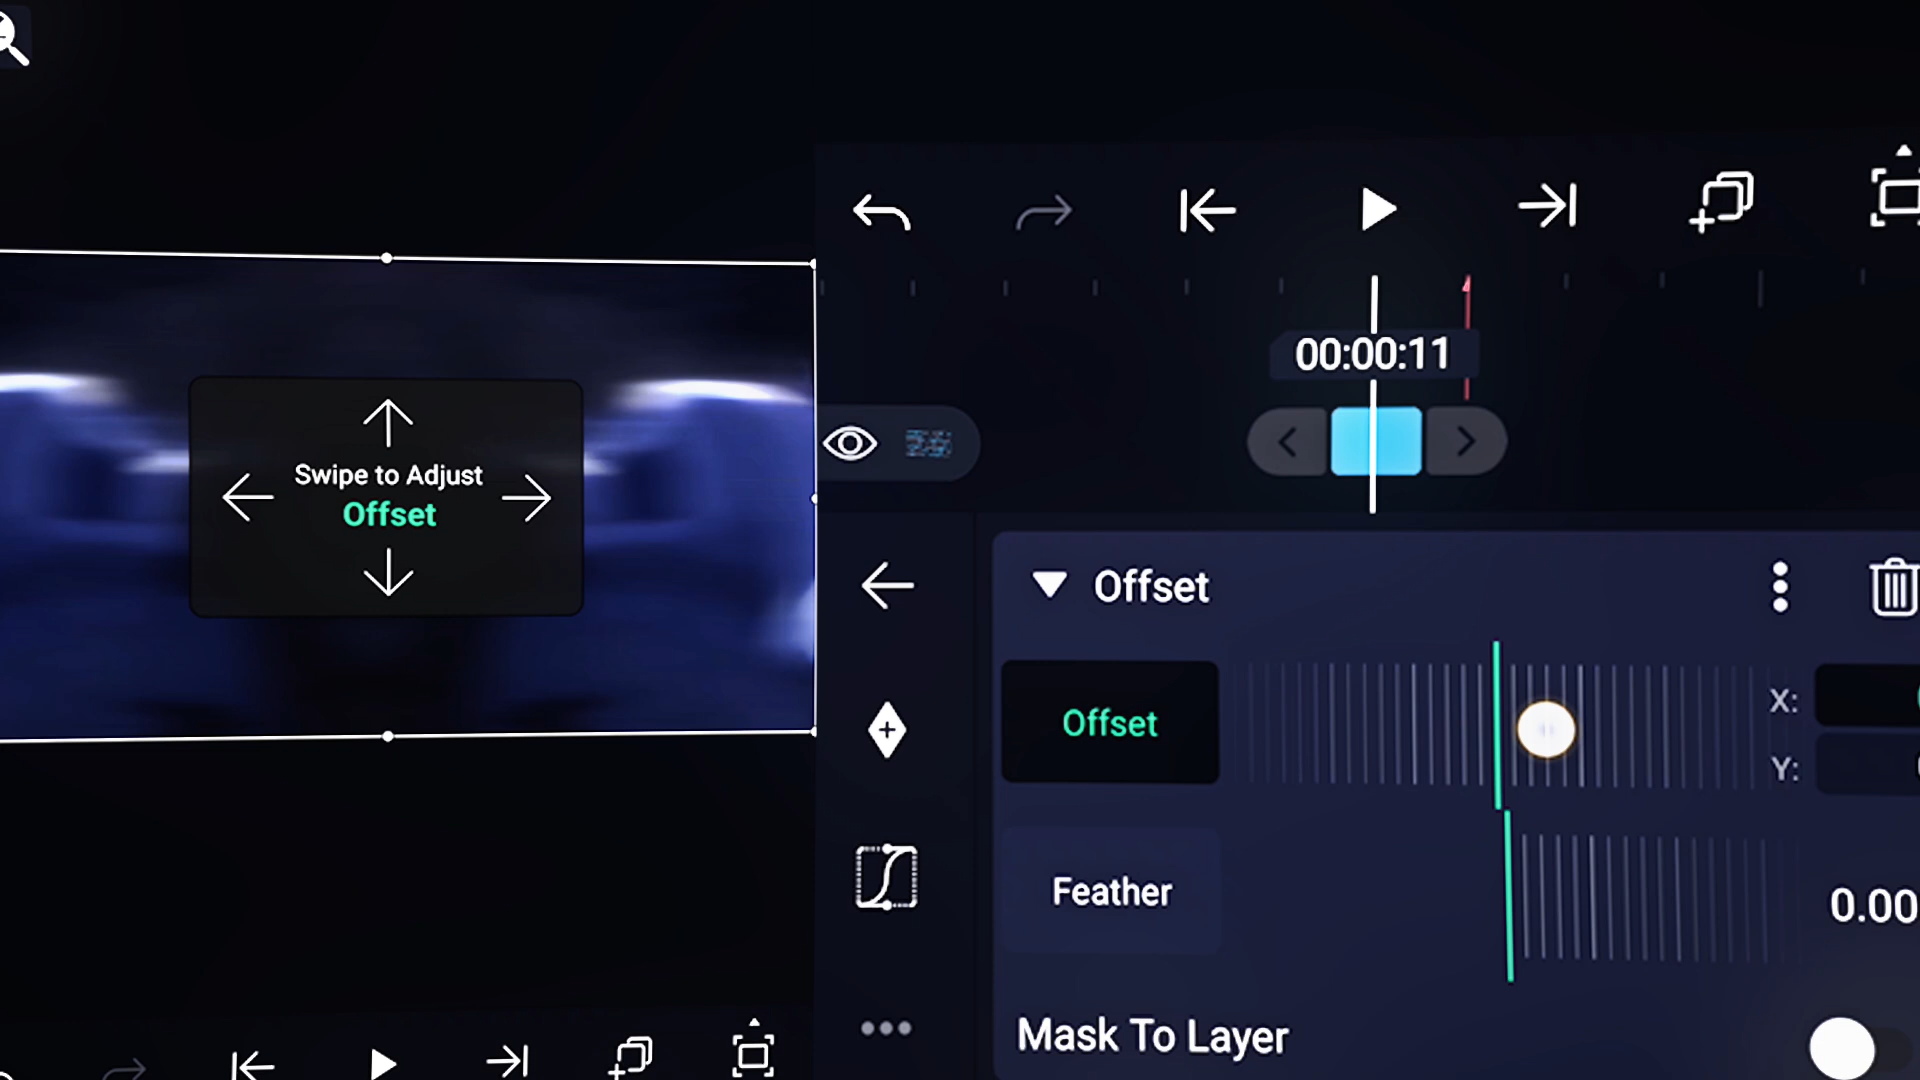 Swipe to Adjust
Offset
00:00:11
Offset
Offset
X:
Y:
Feather
0.00
Mask To Layer